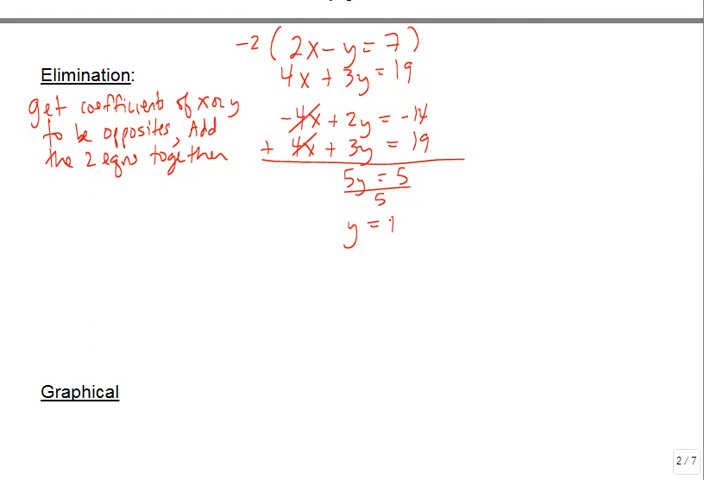 -2 ( 2x - y = 7 )
4x + 3y = 19
Elimination:
get coefficient of x or y
to be opposites, Add
the 2 eqns together
-4x + 2y = -14
+ 4x + 3y = 19
5y = 5
5
y = 1
Graphical
2 / 7